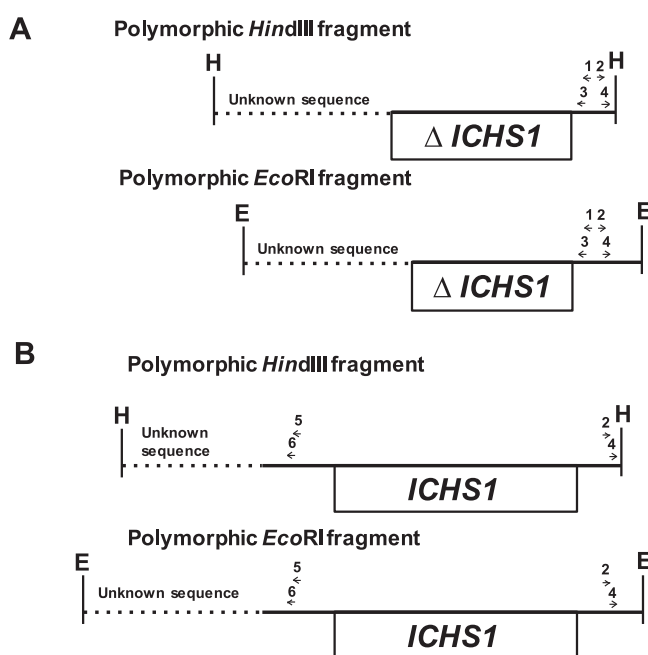 A
Polymorphic HindIII fragment
H H
1 2
3 4
Unknown sequence
Δ ICHS1
Polymorphic EcoRI fragment
E E
1 2
3 4
Unknown sequence
Δ ICHS1
B
Polymorphic HindIII fragment
H H
Unknown
sequence
5 2
6 4
ICHS1
Polymorphic EcoRI fragment
E E
5 2
Unknown sequence 6 4
ICHS1